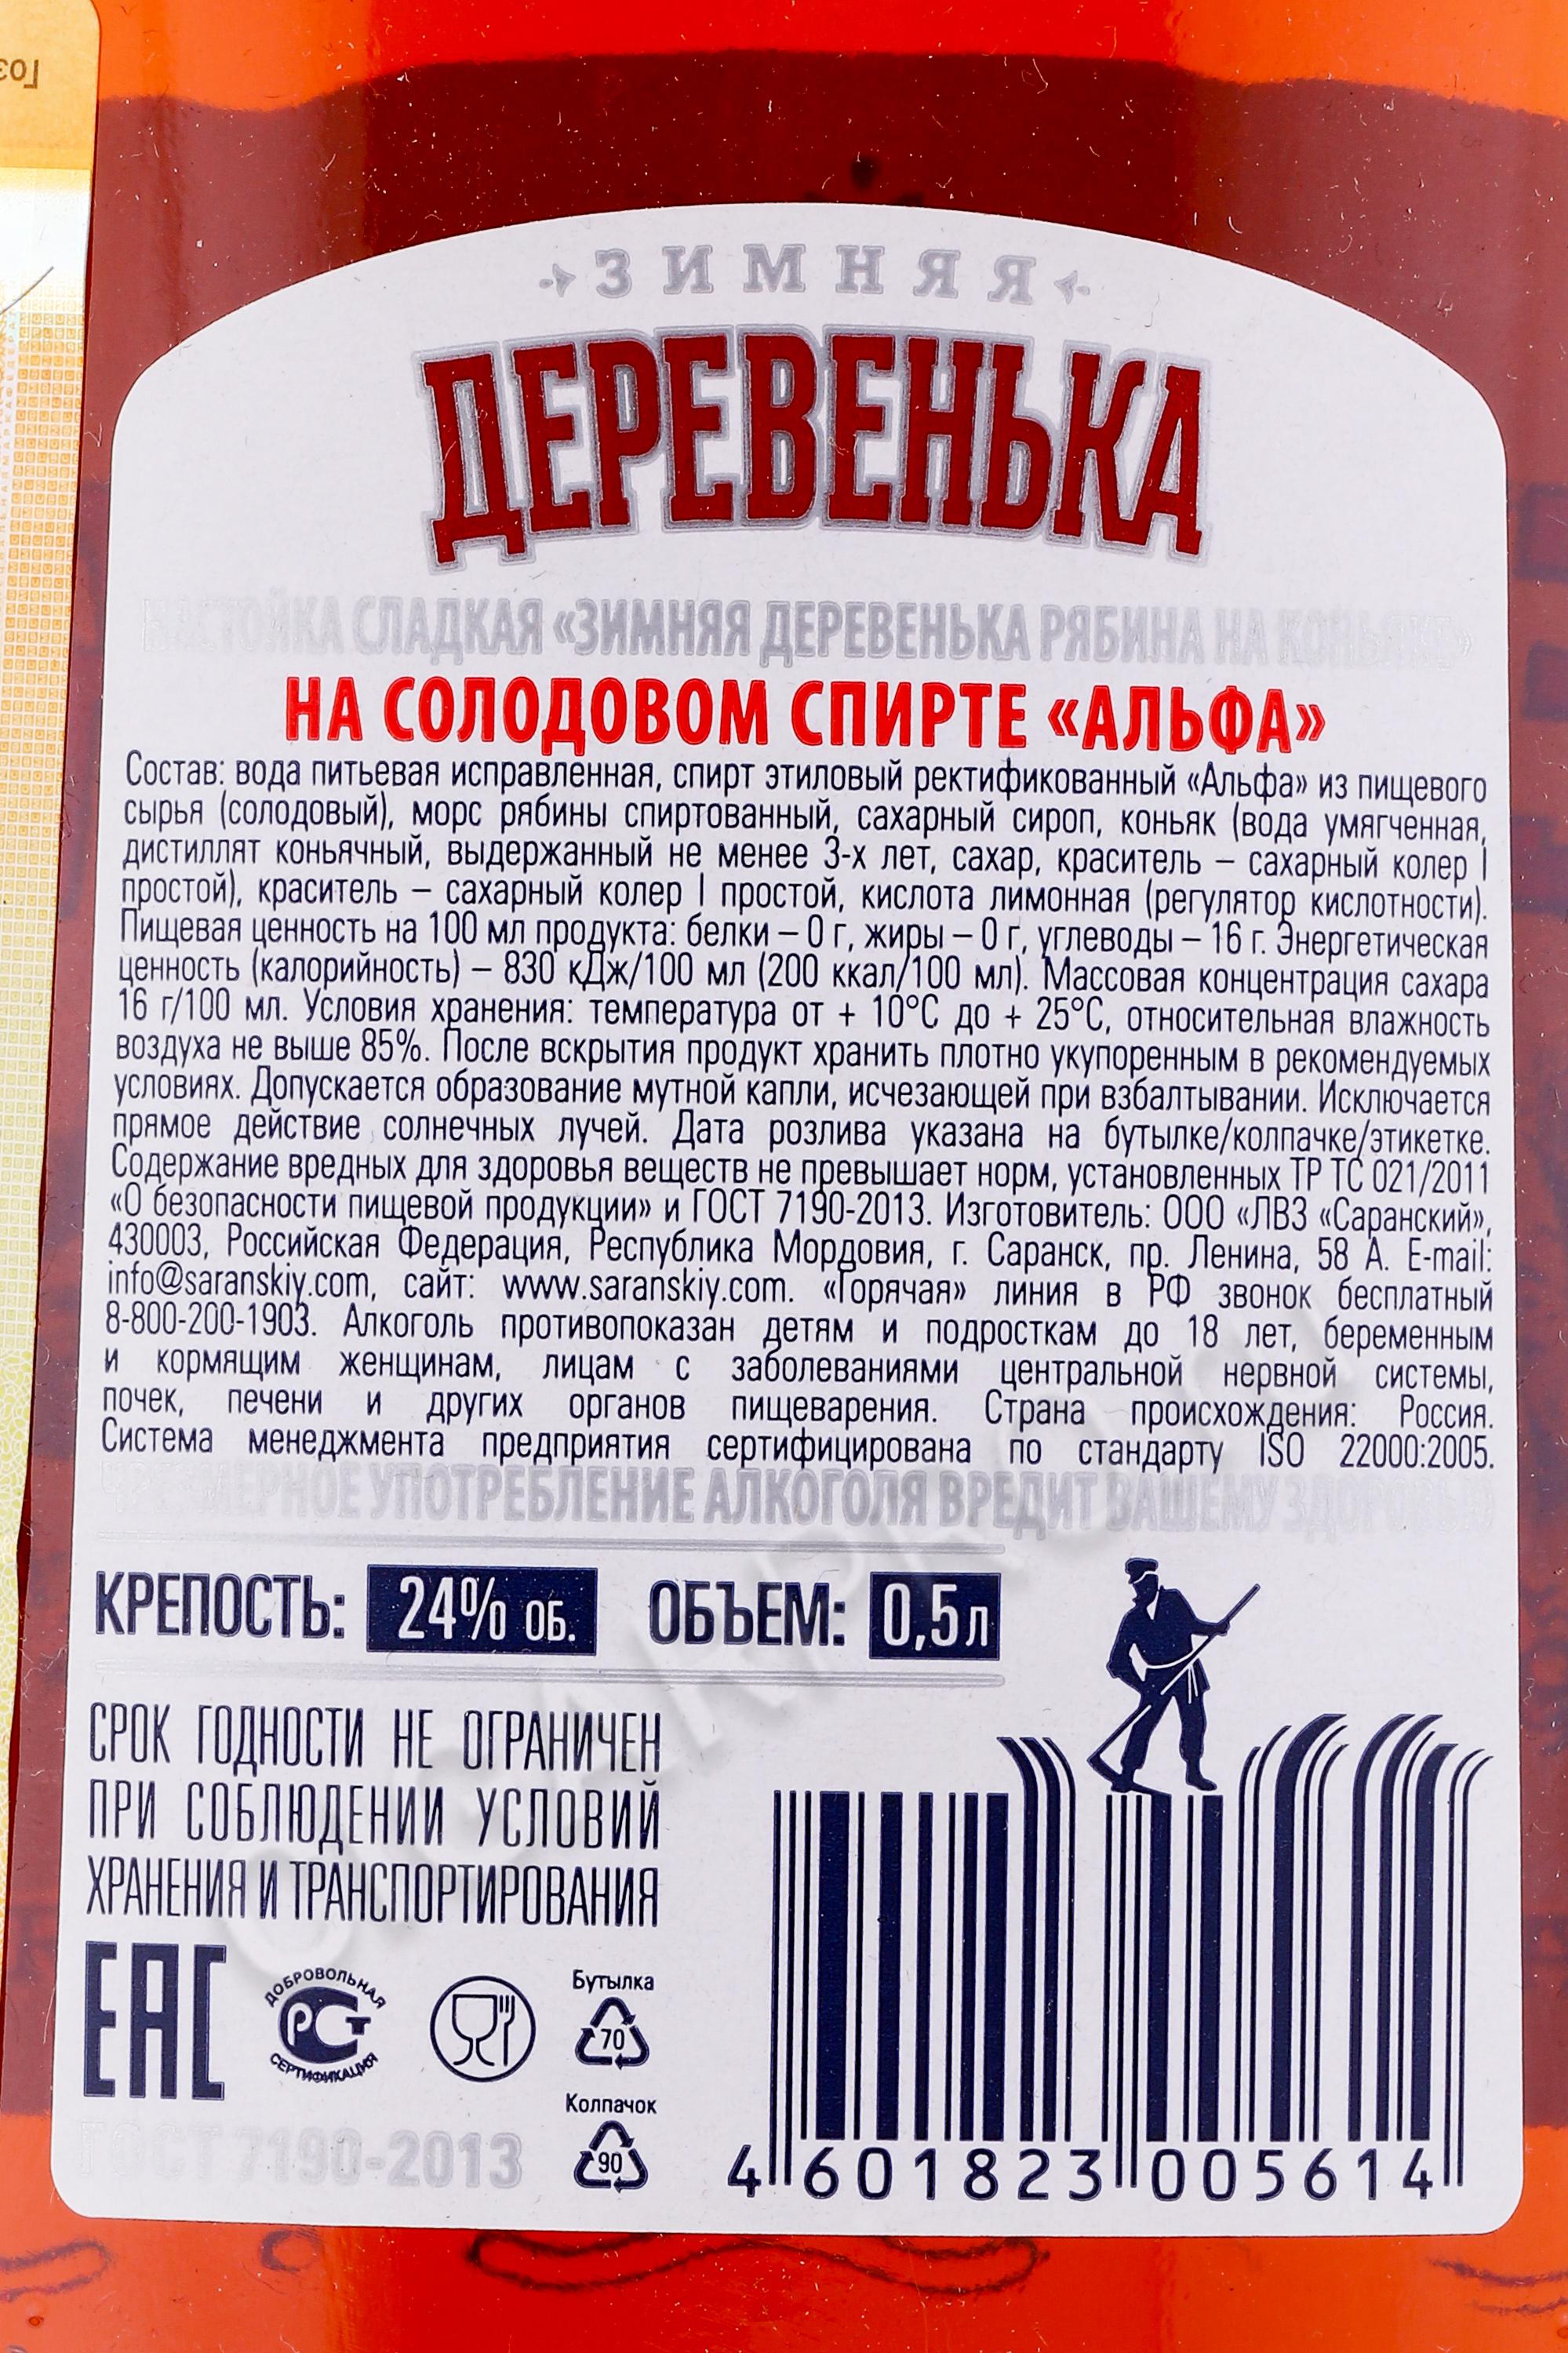 ЗИМНЯЯ
ДЕРЕВЕНЬКА
НАСТОЙКА СЛАДКАЯ «ЗИМНЯЯ ДЕРЕВЕНЬКА РЯБИНА НА КОНЬЯКЕ»
НА СОЛОДОВОМ СПИРТЕ «АЛЬФА»
Состав: вода питьевая исправленная, спирт этиловый ректификованный «Альфа» из пищевого
сырья (солодовый), морс рябины спиртованный, сахарный сироп, коньяк (вода умягченная,
дистиллят коньячный, выдержанный не менее 3-х лет, сахар, краситель – сахарный колер I
простой), краситель – сахарный колер I простой, кислота лимонная (регулятор кислотности).
Пищевая ценность на 100 мл продукта: белки – 0 г, жиры – 0 г, углеводы – 16 г. Энергетическая
ценность (калорийность) – 830 кДж/100 мл (200 ккал/100 мл). Массовая концентрация сахара
16 г/100 мл. Условия хранения: температура от + 10°С до + 25°С, относительная влажность
воздуха не выше 85%. После вскрытия продукт хранить плотно укупоренным в рекомендуемых
условиях. Допускается образование мутной капли, исчезающей при взбалтывании. Исключается
прямое действие солнечных лучей. Дата розлива указана на бутылке/колпачке/этикетке.
Содержание вредных для здоровья веществ не превышает норм, установленных ТР ТС 021/2011
«О безопасности пищевой продукции» и ГОСТ 7190-2013. Изготовитель: ООО «ЛВЗ «Саранский»,
430003, Российская Федерация, Республика Мордовия, г. Саранск, пр. Ленина, 58 А. E-mail:
info@saranskiy.com, сайт: www.saranskiy.com. «Горячая» линия в РФ звонок бесплатный
8-800-200-1903. Алкоголь противопоказан детям и подросткам до 18 лет, беременным
и кормящим женщинам, лицам с заболеваниями центральной нервной системы,
почек, печени и других органов пищеварения. Страна происхождения: Россия.
Система менеджмента предприятия сертифицирована по стандарту ISO 22000:2005.
ЧРЕЗМЕРНОЕ УПОТРЕБЛЕНИЕ АЛКОГОЛЯ ВРЕДИТ ВАШЕМУ ЗДОРОВЬЮ
КРЕПОСТЬ: 24% ОБ. ОБЪЕМ: 0,5 л
СРОК ГОДНОСТИ НЕ ОГРАНИЧЕН
ПРИ СОБЛЮДЕНИИ УСЛОВИЙ
ХРАНЕНИЯ И ТРАНСПОРТИРОВАНИЯ
ЕАС
ДОБРОВОЛЬНАЯ
РСТ
СЕРТИФИКАЦИЯ
Бутылка
70
Колпачок
90
ГОСТ 7190-2013
4 601823 005614